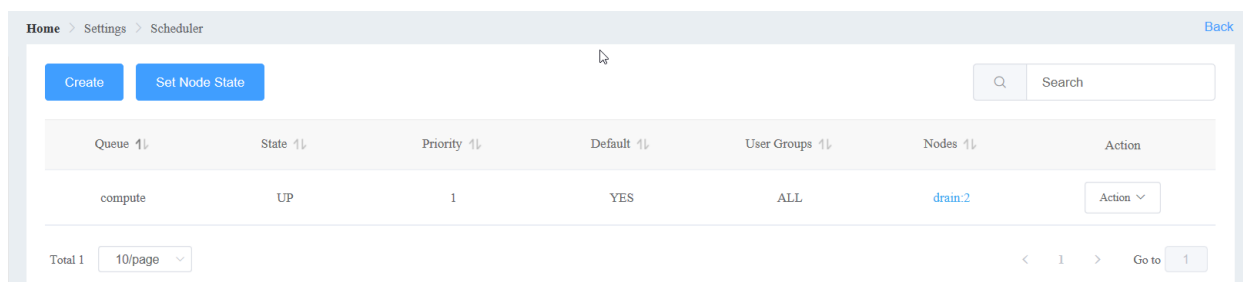 Home > Settings > Scheduler Back
Create Set Node State Search
Queue State Priority Default User Groups Nodes Action
compute UP 1 YES ALL drain:2 Action
Total 1 10/page < 1 > Go to 1